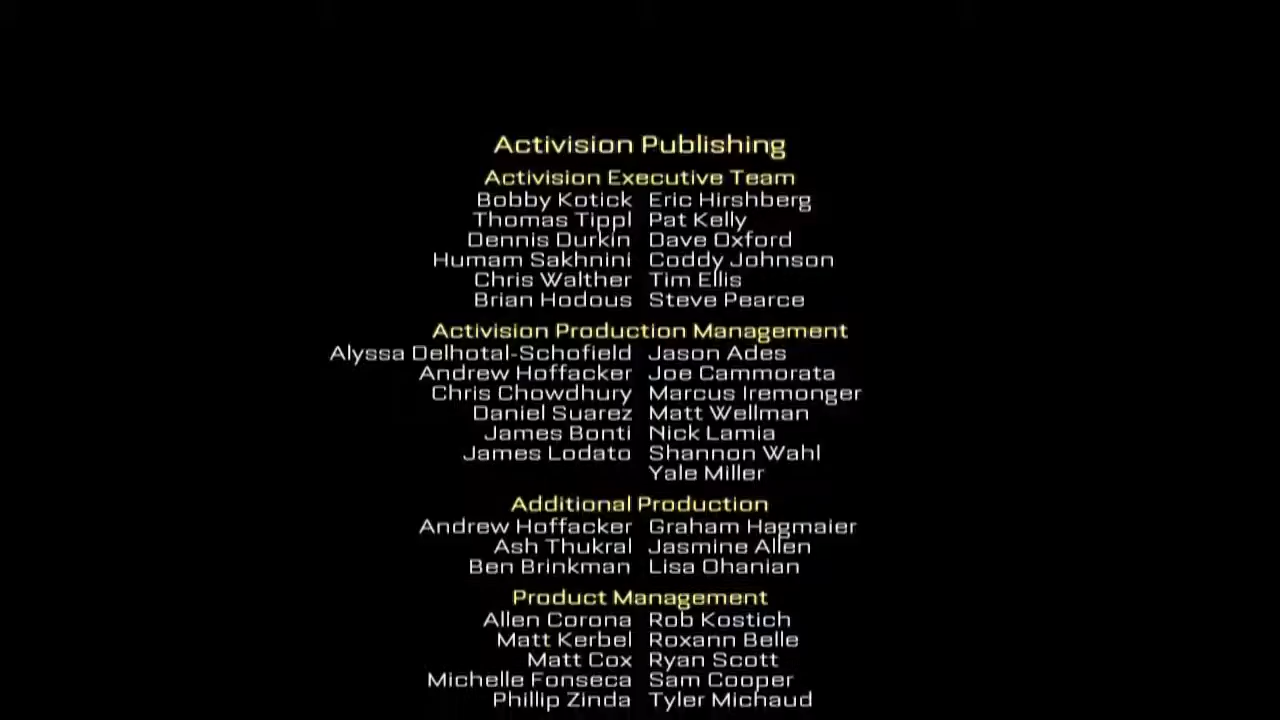 Activision Publishing
Activision Executive Team
Bobby Kotick Eric Hirshberg
Thomas Tippl Pat Kelly
Dennis Durkin Dave Oxford
Humam Sakhnini Coddy Johnson
Chris Walther Tim Ellis
Brian Hodous Steve Pearce
Activision Production Management
Alyssa Delhotal-Schofield Jason Ades
Andrew Hoffacker Joe Cammorata
Chris Chowdhury Marcus Iremonger
Daniel Suarez Matt Wellman
James Bonti Nick Lamia
James Lodato Shannon Wahl
Yale Miller
Additional Production
Andrew Hoffacker Graham Hagmaier
Ash Thukral Jasmine Allen
Ben Brinkman Lisa Ohanian
Product Management
Allen Corona Rob Kostich
Matt Kerbel Roxann Belle
Matt Cox Ryan Scott
Michelle Fonseca Sam Cooper
Phillip Zinda Tyler Michaud